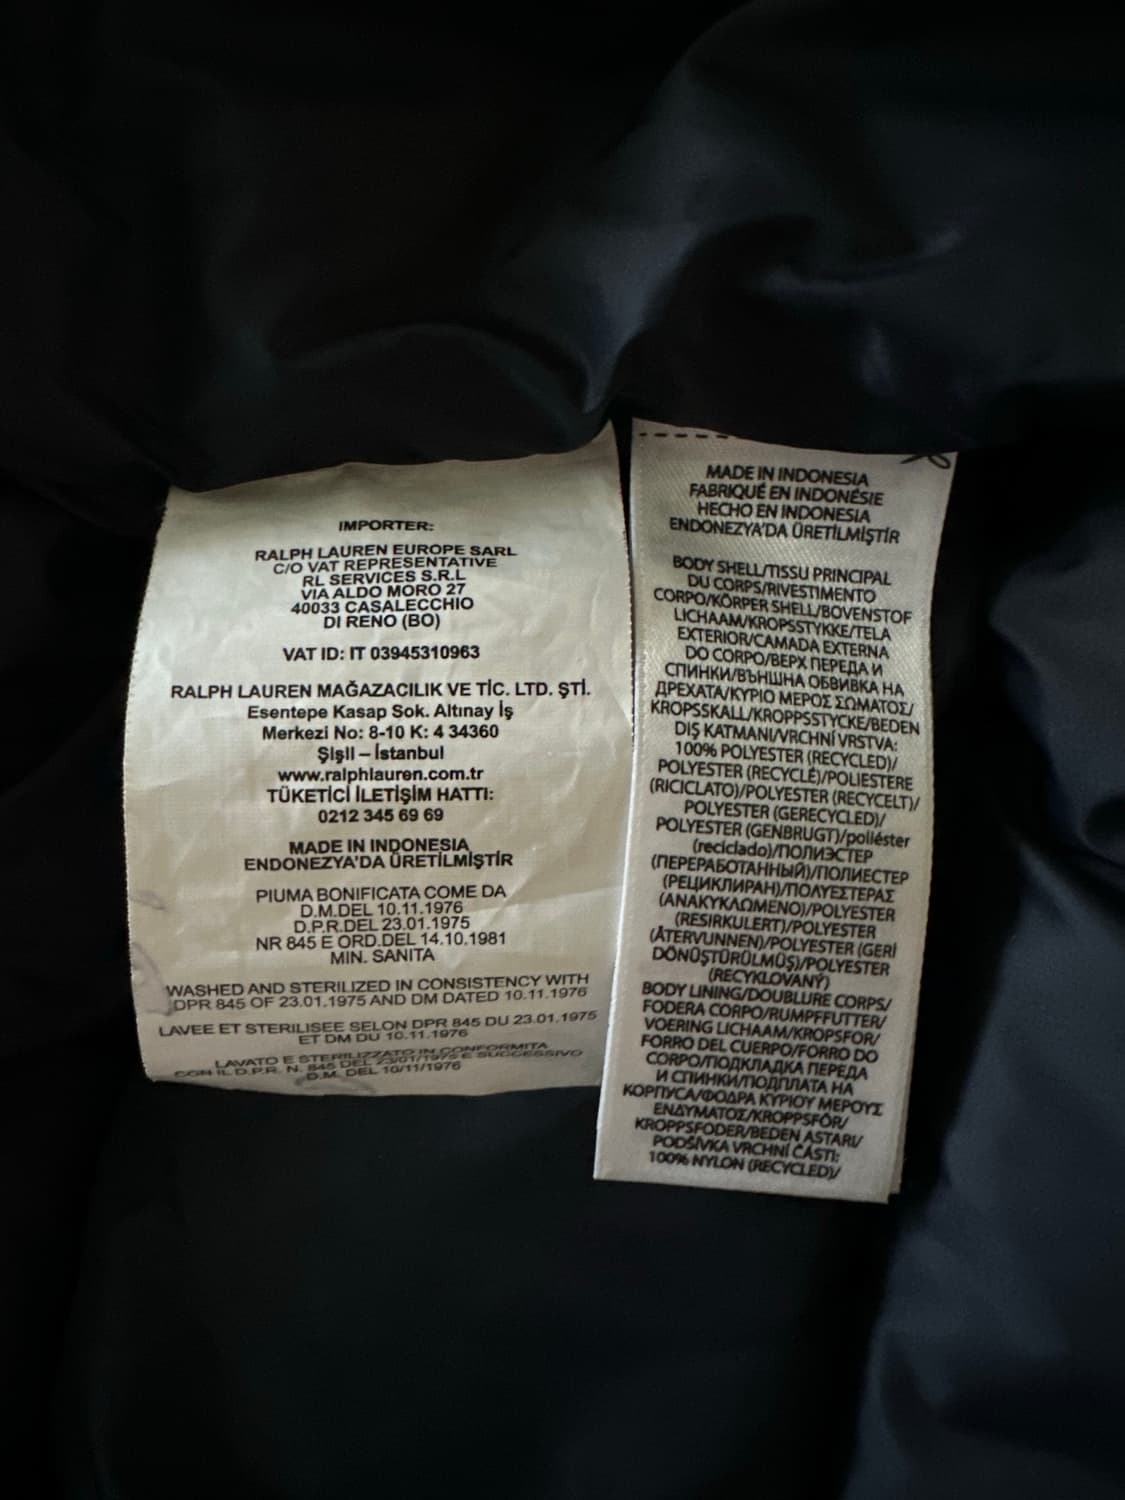 IMPORTER:
RALPH LAUREN EUROPE SARL
C/O VAT REPRESENTATIVE
RL SERVICES S.R.L
VIA ALDO MORO 27
40033 CASALECCHIO
DI RENO (BO)
VAT ID: IT 03945310963
RALPH LAUREN MAĞAZACILIK VE TİC. LTD. ŞTİ.
Esentepe Kasap Sok. Altınay İş
Merkezi No: 8-10 K: 4 34360
Şişli – İstanbul
www.ralphlauren.com.tr
TÜKETİCİ İLETİŞİM HATTI:
0212 345 69 69
MADE IN INDONESIA
ENDONEZYA'DA ÜRETİLMİŞTİR
PIUMA BONIFICATA COME DA
D.M.DEL 10.11.1976
D.P.R.DEL 23.01.1975
NR 845 E ORD.DEL 14.10.1981
MIN. SANITA
WASHED AND STERILIZED IN CONSISTENCY WITH
DPR 845 OF 23.01.1975 AND DM DATED 10.11.1976
LAVEE ET STERILISEE SELON DPR 845 DU 23.01.1975
ET DM DU 10.11.1976
LAVATO E STERILIZZATO IN CONFORMITA
CON IL D.P.R. N. 845 DEL 23/01/1975 E SUCCESSIVO
D.M. DEL 10/11/1976
MADE IN INDONESIA
FABRIQUÉ EN INDONÉSIE
HECHO EN INDONESIA
ENDONEZYA'DA ÜRETİLMİŞTİR
BODY SHELL/TISSU PRINCIPAL
DU CORPS/RIVESTIMENTO
CORPO/KÖRPER SHELL/BOVENSTOF
LICHAAM/KROPSSTYKKE/TELA
EXTERIOR/CAMADA EXTERNA
DO CORPO/ВЕРХ ПЕРЕДА И
СПИНКИ/ВЪНШНА ОБВИВКА НА
ДРЕХАТА/ΚΥΡΙΟ ΜΕΡΟΣ ΣΩΜΑΤΟΣ/
KROPSSKALL/KROPPSSTYCKE/BEDEN
DIŞ KATMANI/VRCHNÍ VRSTVA:
100% POLYESTER (RECYCLED)/
POLYESTER (RECYCLÉ)/POLIESTERE
(RICICLATO)/POLYESTER (RECYCELT)/
POLYESTER (GERECYCLED)/
POLYESTER (GENBRUGT)/poliéster
(reciclado)/ПОЛИЭСТЕР
(ПЕРЕРАБОТАННЫЙ)/ПОЛИЕСТЕР
(РЕЦИКЛИРАН)/ΠΟΛΥΕΣΤΕΡΑΣ
(ΑΝΑΚΥΚΛΩΜΕΝΟ)/POLYESTER
(RESIRKULERT)/POLYESTER
(ÅTERVUNNEN)/POLYESTER (GERİ
DÖNÜŞTÜRÜLMÜŞ)/POLYESTER
(RECYKLOVANÝ)
BODY LINING/DOUBLURE CORPS/
FODERA CORPO/RUMPFFUTTER/
VOERING LICHAAM/KROPSFOR/
FORRO DEL CUERPO/FORRO DO
CORPO/ПОДКЛАДКА ПЕРЕДА
И СПИНКИ/ПОДПЛАТА НА
КОРПУСА/ΦΟΔΡΑ ΚΥΡΙΟΥ ΜΕΡΟΥΣ
ΕΝΔΥΜΑΤΟΣ/KROPPSFÔR/
KROPPSFODER/BEDEN ASTARI/
PODŠÍVKA VRCHNÍ ČÁSTI:
100% NYLON (RECYCLED)/